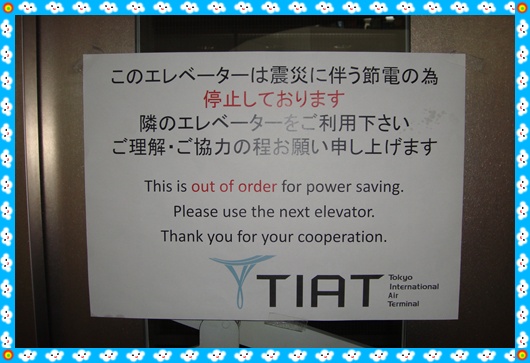 このエレベーターは震災に伴う節電の為
停止しております
隣のエレベーターをご利用下さい
ご理解・ご協力の程お願い申し上げます
This is out of order for power saving.
Please use the next elevator.
Thank you for your cooperation.
TIAT
Tokyo
International
Air
Terminal